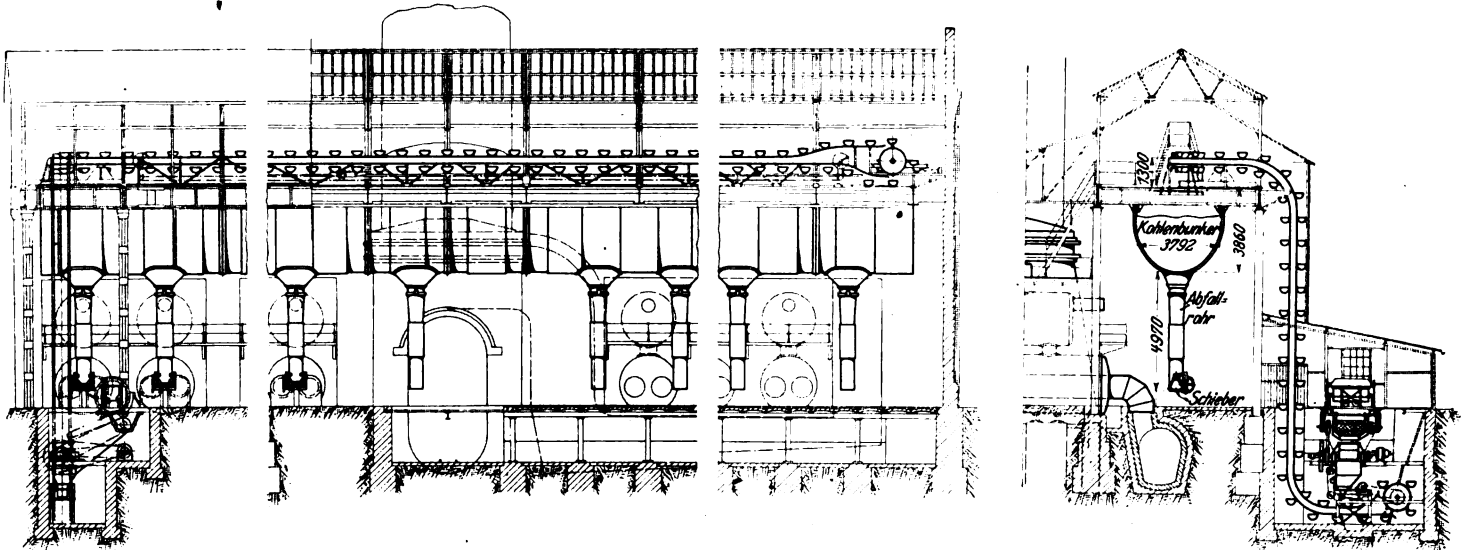 1300
Kohlenbunker
3792
3860
Abfall=
rohr
4970
Schieber